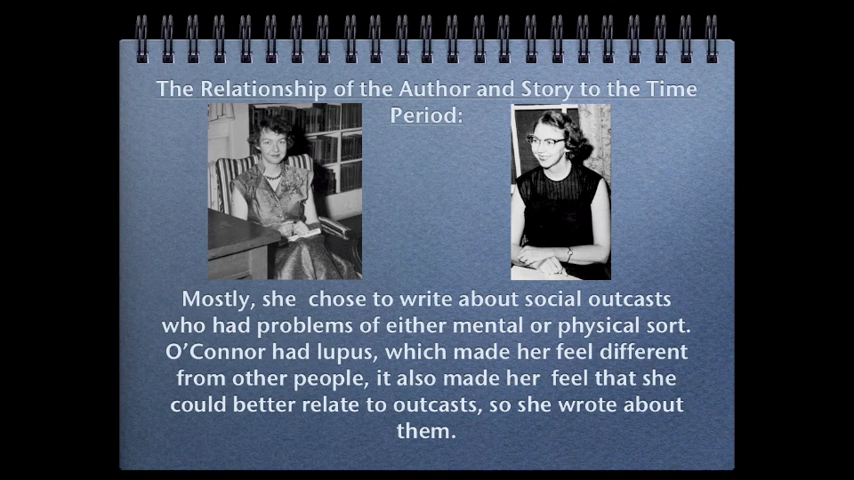 The Relationship of the Author and Story to the Time
Period:
Mostly, she chose to write about social outcasts
who had problems of either mental or physical sort.
O’Connor had lupus, which made her feel different
from other people, it also made her feel that she
could better relate to outcasts, so she wrote about
them.